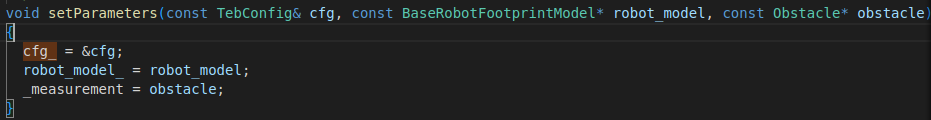 void setParameters(const TebConfig& cfg, const BaseRobotFootprintModel* robot_model, const Obstacle* obstacle)
{
cfg_ = &cfg;
robot_model_ = robot_model;
_measurement = obstacle;
}